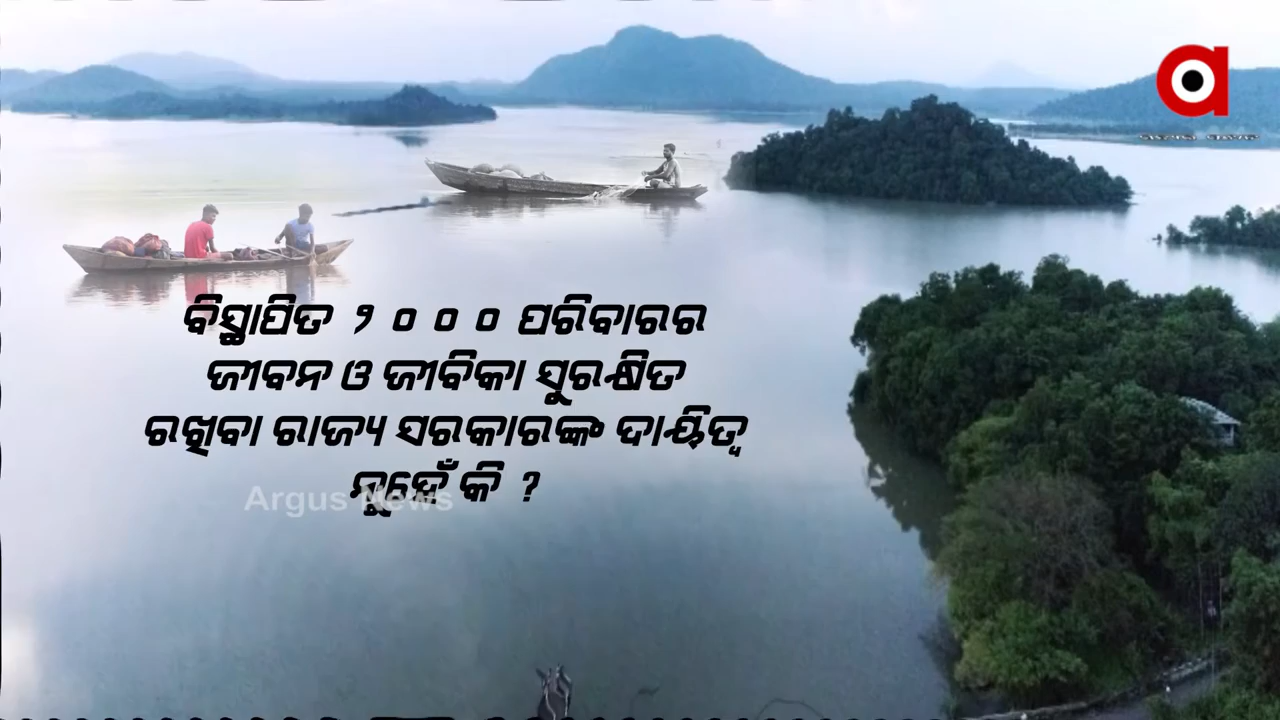 ବିସ୍ଥାପିତ ୨ ୦ ୦ ୦ ପରିବାରର
ଜୀବନ ଓ ଜୀବିକା ସୁରକ୍ଷିତ
ରଖିବା ରାଜ୍ୟ ସରକାରଙ୍କ ଦାୟିତ୍ୱ
ନୁହେଁ କି ?
Argus News